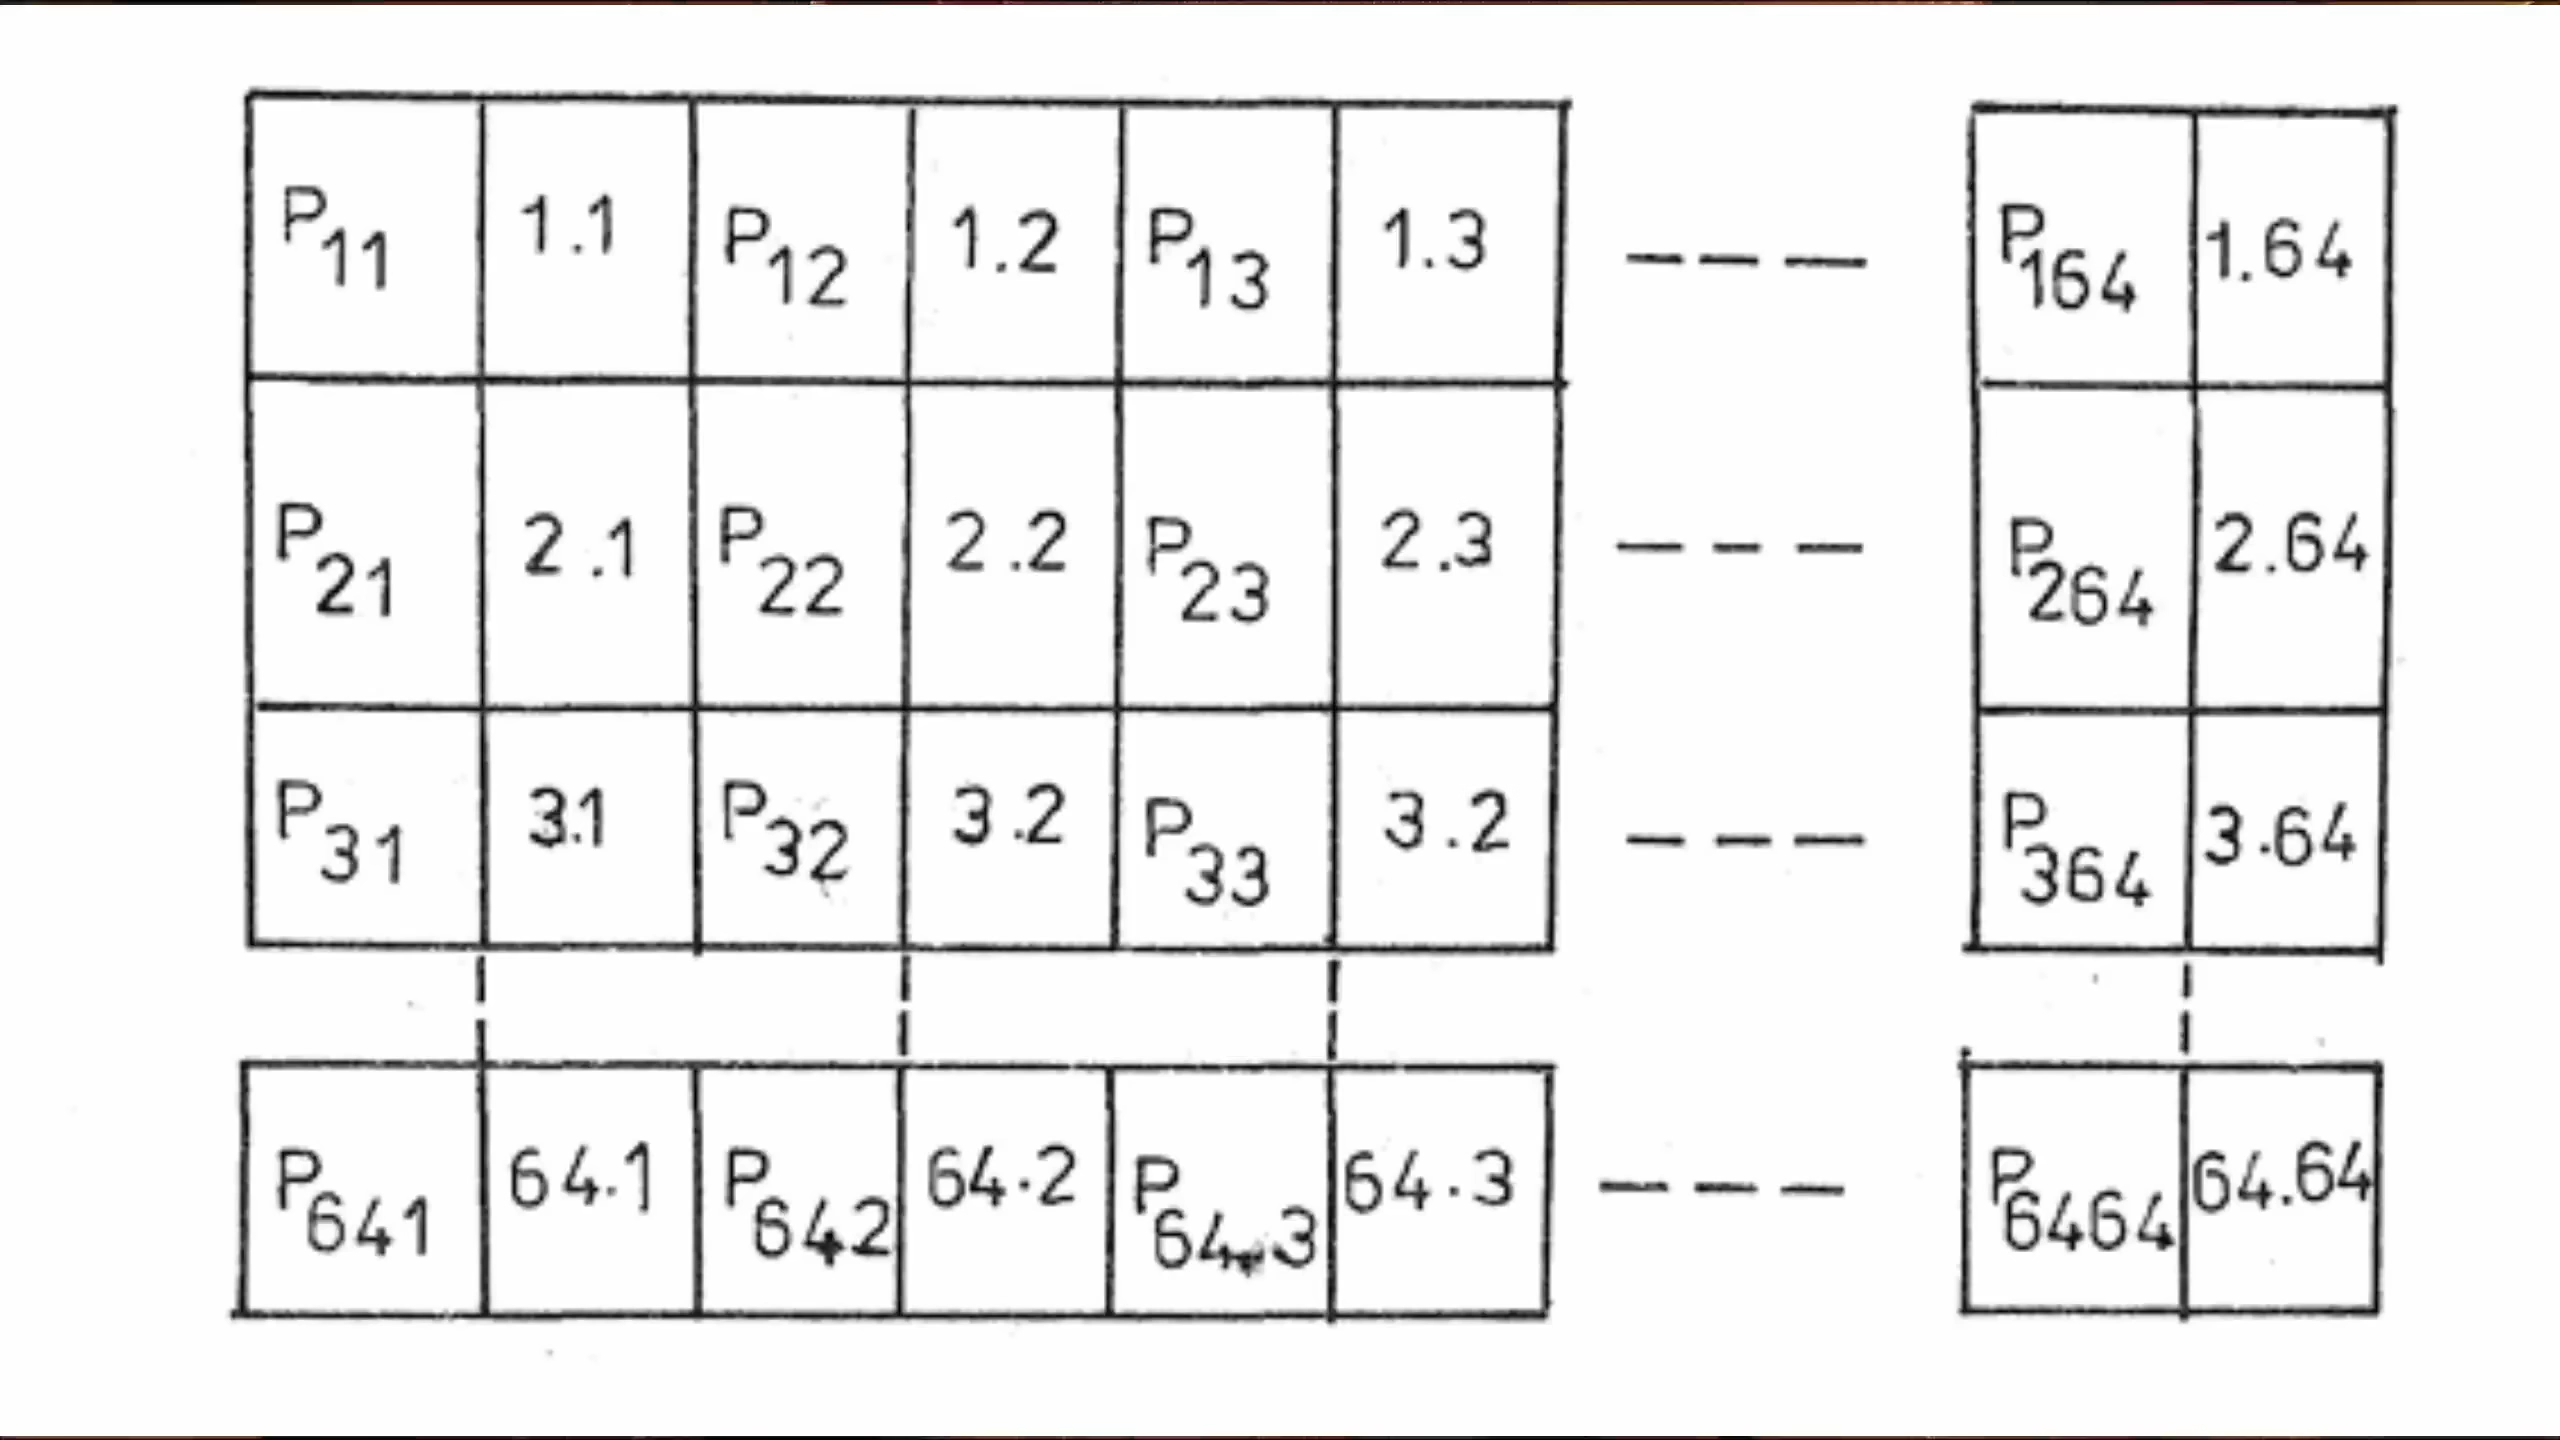 P11 1.1 P12 1.2 P13 1.3 --- P164 1.64
P21 2.1 P22 2.2 P23 2.3 --- P264 2.64
P31 3.1 P32 3.2 P33 3.2 --- P364 3.64
P641 64.1 P642 64.2 P64.3 64.3 --- P6464 64.64